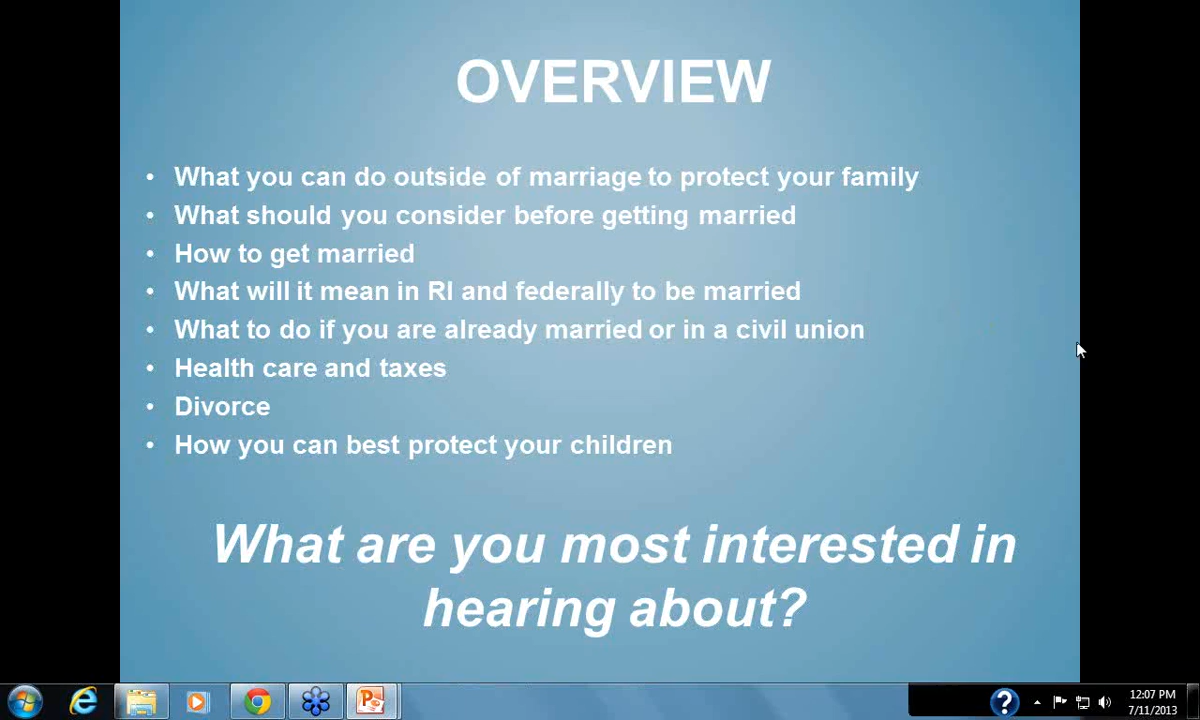 OVERVIEW
• What you can do outside of marriage to protect your family
• What should you consider before getting married
• How to get married
• What will it mean in RI and federally to be married
• What to do if you are already married or in a civil union
• Health care and taxes
• Divorce
• How you can best protect your children
What are you most interested in
hearing about?
12:07 PM
7/11/2013